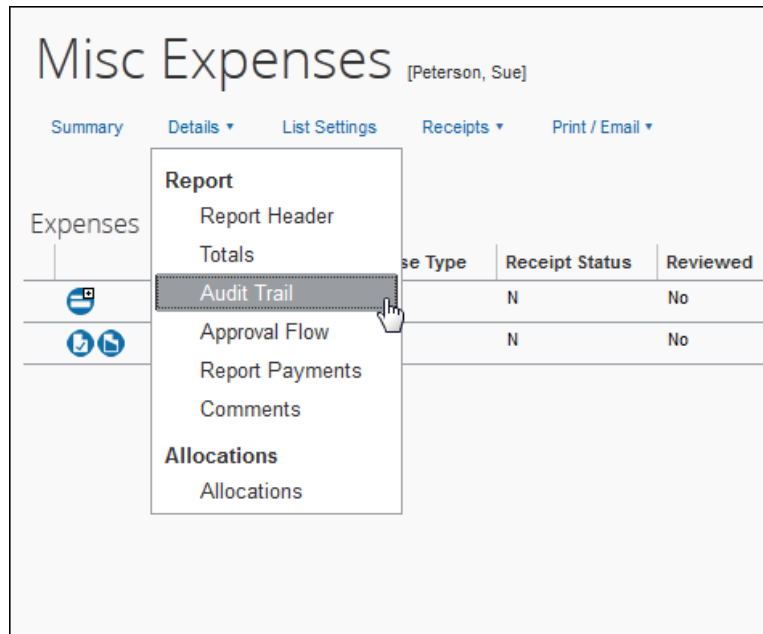 Misc Expenses [Peterson, Sue]
Summary Details List Settings Receipts Print / Email
Report
Report Header
Expenses
Totals
se Type Receipt Status Reviewed
Audit Trail
N No
Approval Flow
N No
Report Payments
Comments
Allocations
Allocations